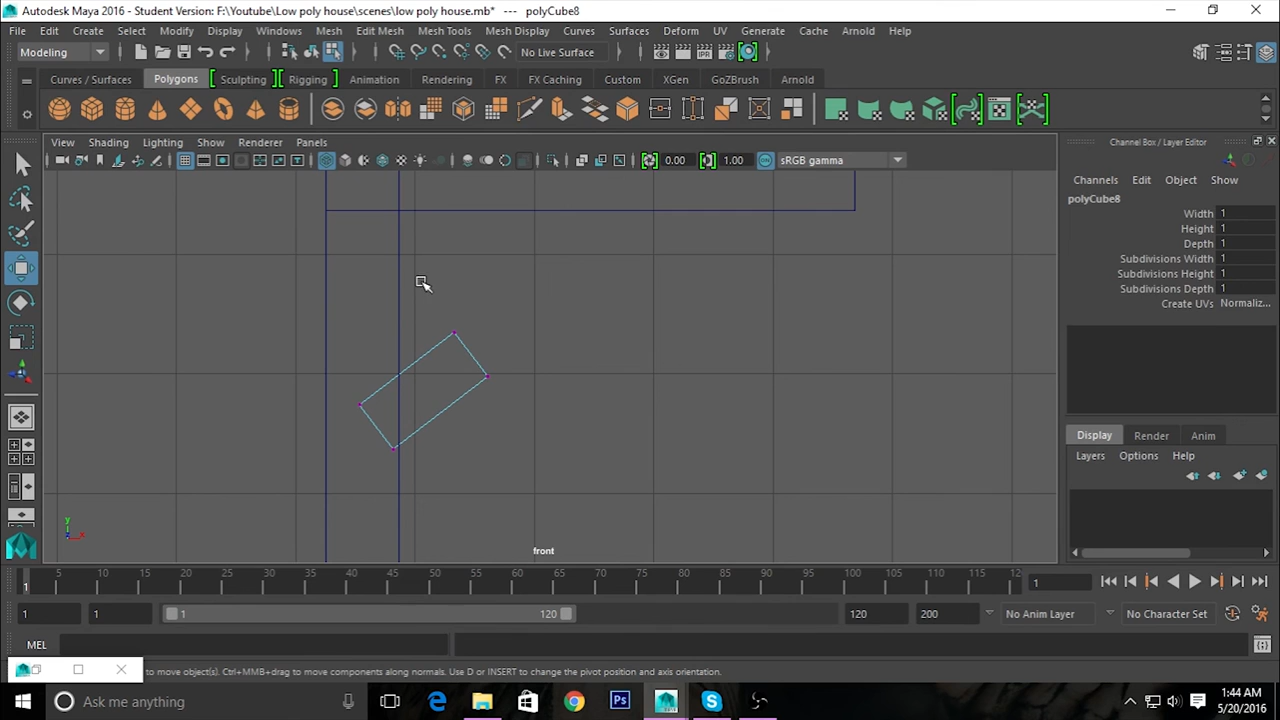 Autodesk Maya 2016 - Student Version: F:\Youtube\Low poly house\scenes\low poly house.mb* --- polyCube8
File Edit Create Select Modify Display Windows Mesh Edit Mesh Mesh Tools Mesh Display Curves Surfaces Deform UV Generate Cache Arnold Help
Modeling No Live Surface
Curves / Surfaces Polygons Sculpting Rigging Animation Rendering FX FX Caching Custom XGen GoZBrush Arnold
View Shading Lighting Show Renderer Panels
Channel Box / Layer Editor
0.00 1.00 sRGB gamma
Channels Edit Object Show
polyCube8
Width 1
Height 1
Depth 1
Subdivisions Width 1
Subdivisions Height 1
Subdivisions Depth 1
Create UVs Normaliz...
Display Render Anim
Layers Options Help
y
x
front
1 5 10 15 20 25 30 35 40 45 50 55 60 65 70 75 80 85 90 95 100 105 110 115 12
1
1 1 1 120 120 200 No Anim Layer No Character Set
MEL
to move object(s). Ctrl+MMB+drag to move components along normals. Use D or INSERT to change the pivot position and axis orientation.
Ask me anything
Ps
1:44 AM
5/20/2016